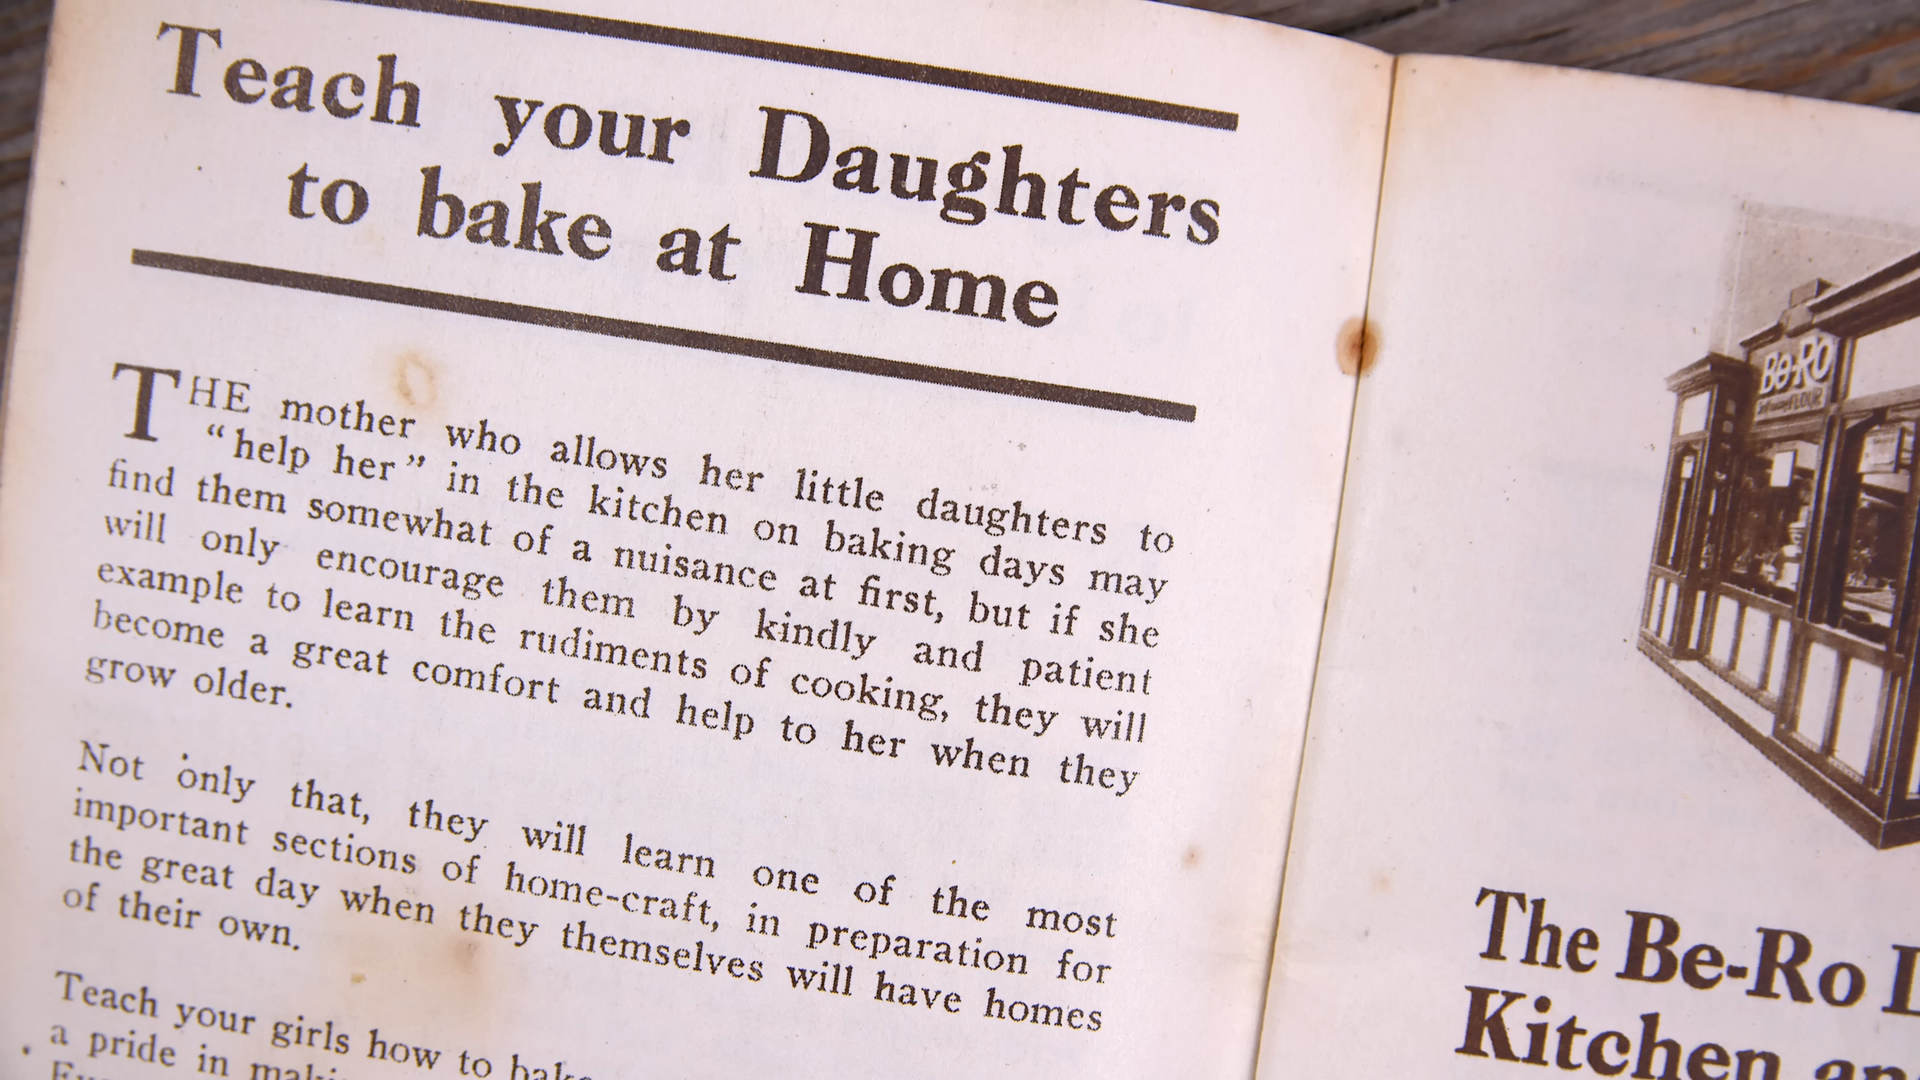 Teach your Daughters
to bake at Home
THE mother who allows her little daughters to
“help her” in the kitchen on baking days may
find them somewhat of a nuisance at first, but if she
will only encourage them by kindly and patient
example to learn the rudiments of cooking, they will
become a great comfort and help to her when they
grow older.
Not only that, they will learn one of the most
important sections of home-craft, in preparation for
the great day when they themselves will have homes
of their own.
Teach your girls how to bake
a pride in
Be-Ro
FLOUR
The Be-Ro
Kitchen